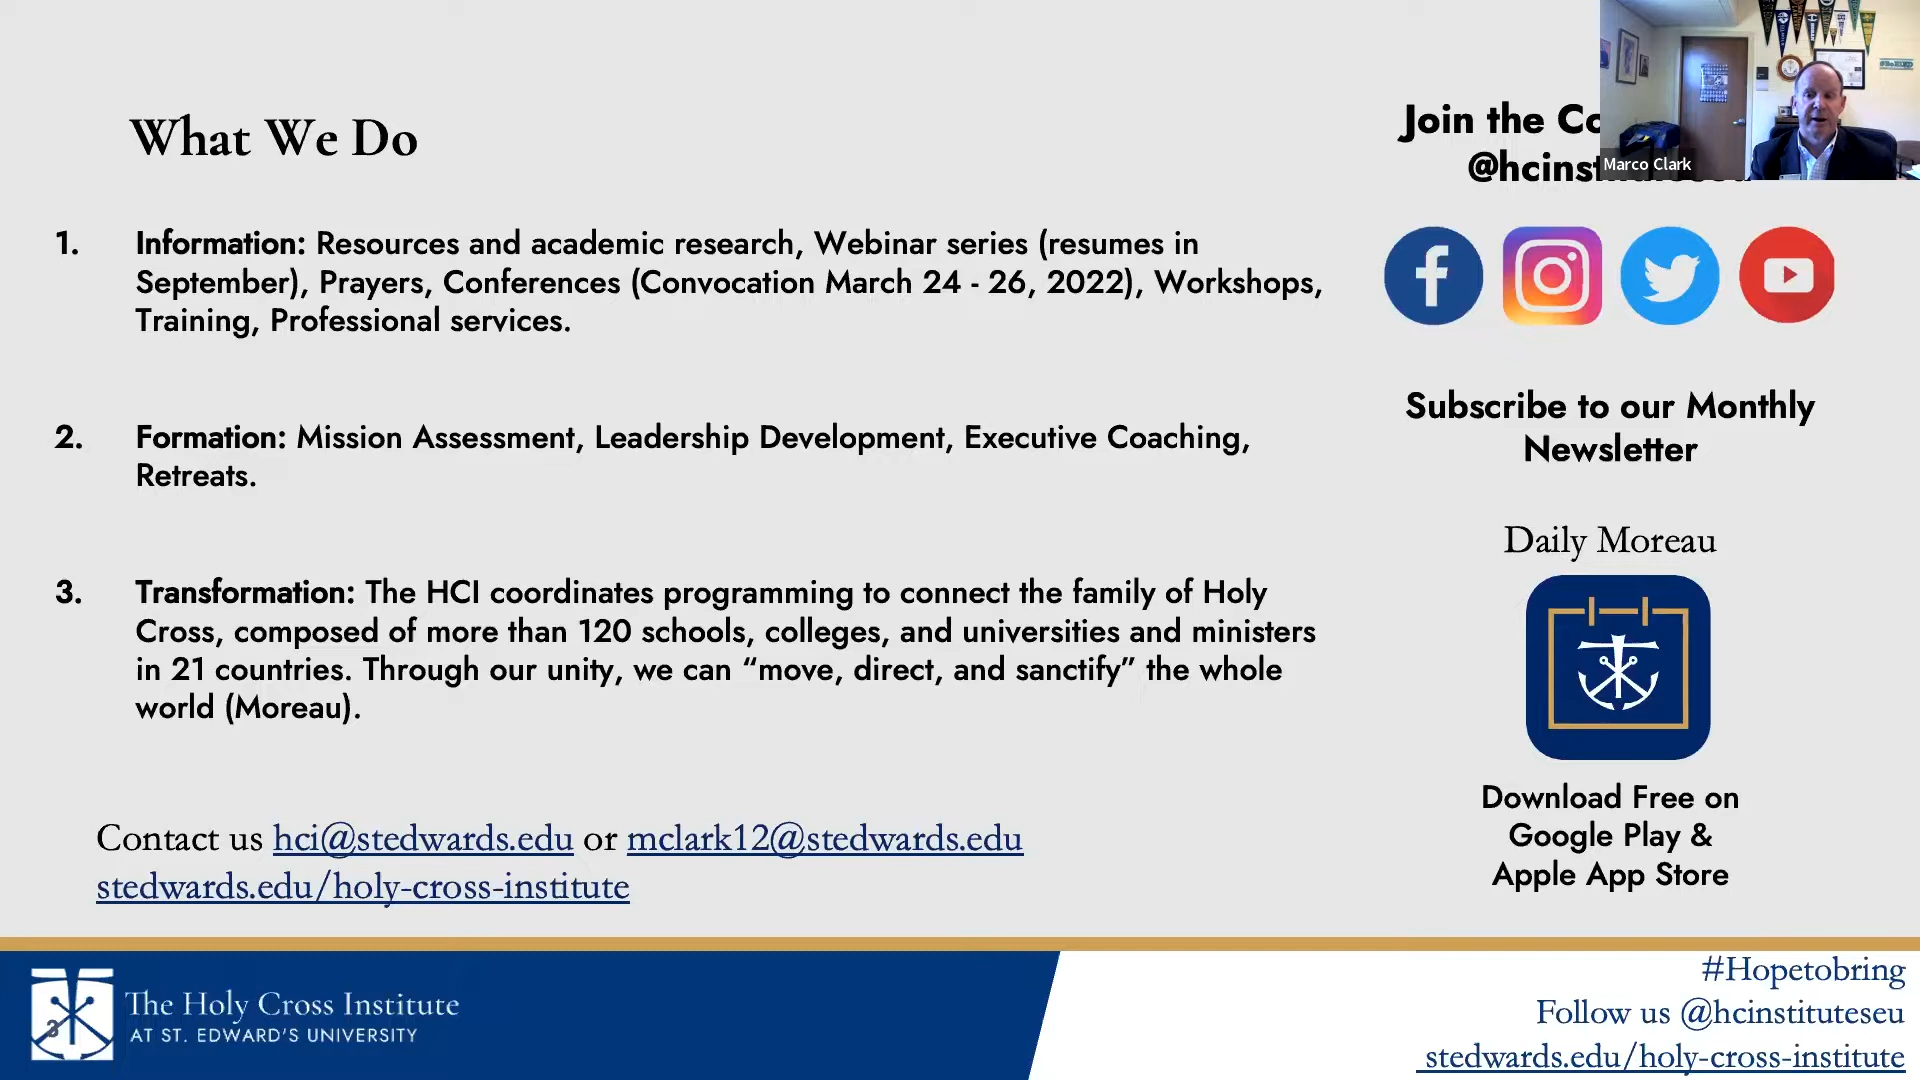 What We Do
1. Information: Resources and academic research, Webinar series (resumes in
September), Prayers, Conferences (Convocation March 24 - 26, 2022), Workshops,
Training, Professional services.
2. Formation: Mission Assessment, Leadership Development, Executive Coaching,
Retreats.
3. Transformation: The HCI coordinates programming to connect the family of Holy
Cross, composed of more than 120 schools, colleges, and universities and ministers
in 21 countries. Through our unity, we can “move, direct, and sanctify” the whole
world (Moreau).
Contact us hci@stedwards.edu or mclark12@stedwards.edu
stedwards.edu/holy-cross-institute
Join the
Marco Clark
Subscribe to our Monthly
Newsletter
Daily Moreau
Download Free on
Google Play &
Apple App Store
3
The Holy Cross Institute
AT ST. EDWARD'S UNIVERSITY
#Hopetobring
Follow us @hcinstituteseu
stedwards.edu/holy-cross-institute